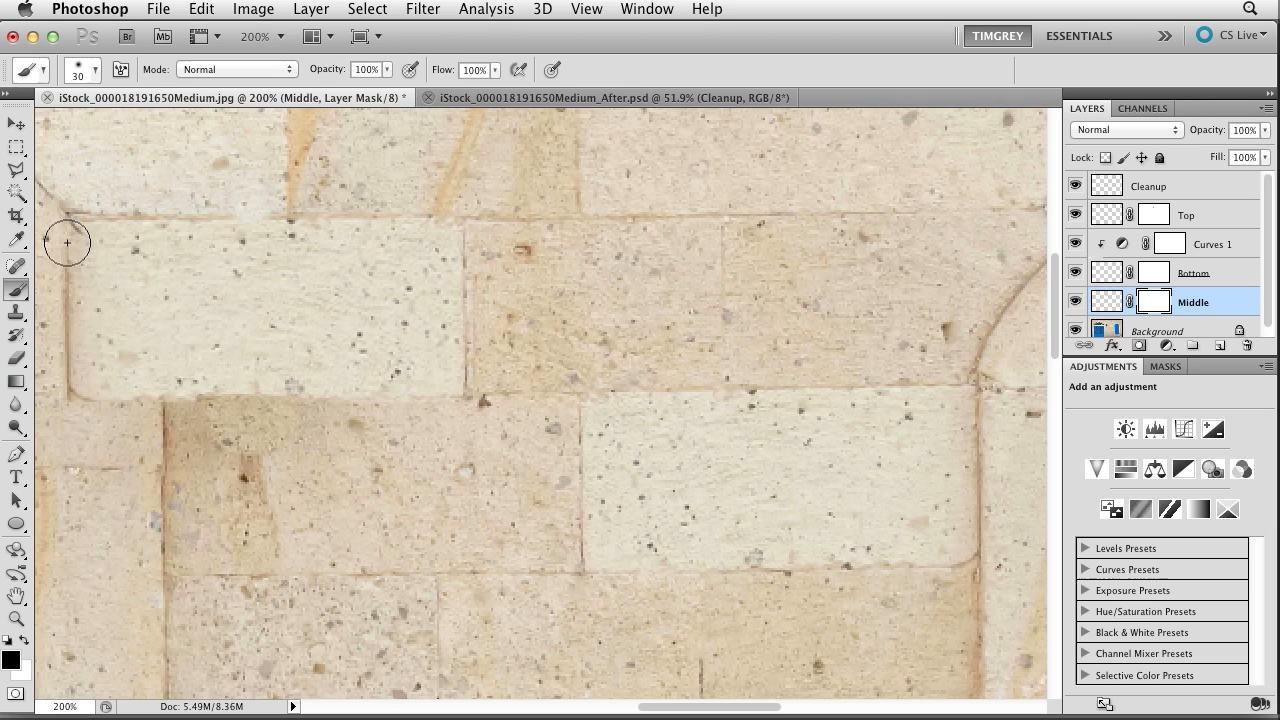 Photoshop File Edit Image Layer Select Filter Analysis 3D View Window Help
Ps Br Mb 200% TIMGREY ESSENTIALS CS Live
30 Mode: Normal Opacity: 100% Flow: 100%
iStock_000018191650Medium.jpg @ 200% (Middle, Layer Mask/8) * iStock_000018191650Medium_After.psd @ 51.9% (Cleanup, RGB/8*)
LAYERS CHANNELS
Normal Opacity: 100%
Lock: Fill: 100%
Cleanup
Top
Curves 1
Bottom
Middle
Background
fx
ADJUSTMENTS MASKS
Add an adjustment
Levels Presets
Curves Presets
Exposure Presets
Hue/Saturation Presets
Black & White Presets
Channel Mixer Presets
Selective Color Presets
200% Doc: 5.49M/8.36M